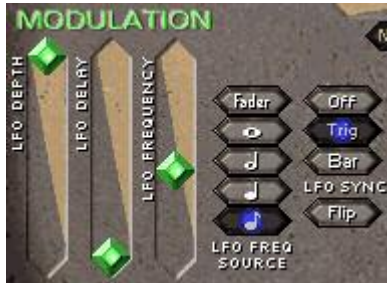 MODULATION
LFO DEPTH
LFO DELAY
LFO FREQUENCY
Fader
Off
Trig
Bar
LFO SYNC
Flip
LFO FREQ
SOURCE